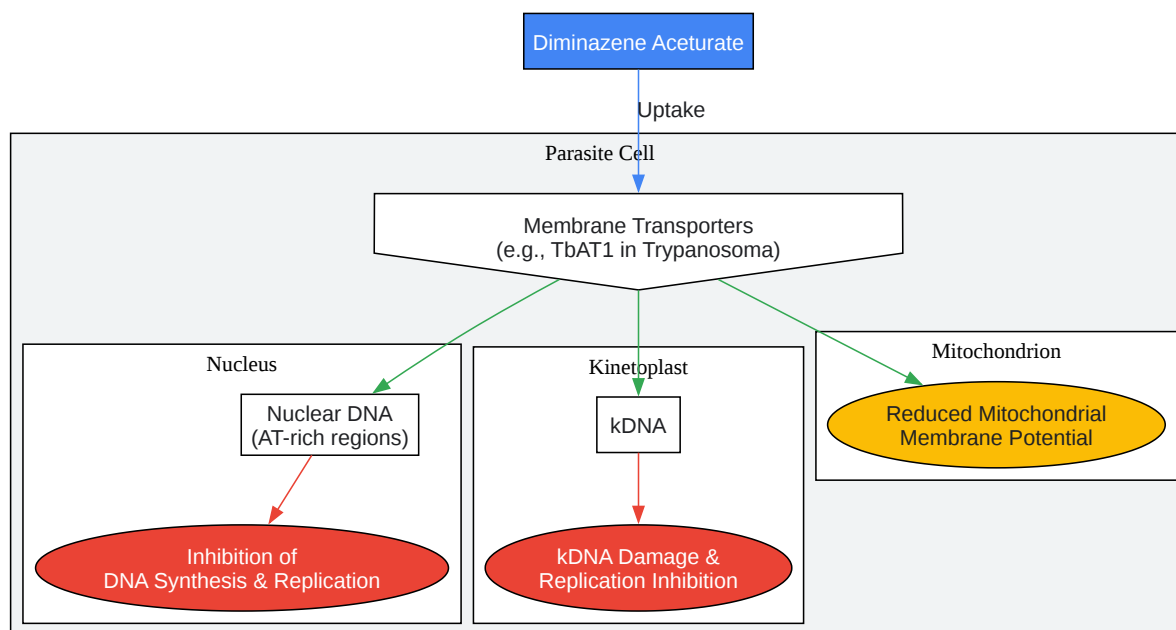 Diminazene Aceturate
Uptake
Parasite Cell
Membrane Transporters
(e.g., TbAT1 in Trypanosoma)
Nucleus
Kinetoplast
Mitochondrion
Nuclear DNA
(AT-rich regions)
kDNA
Reduced Mitochondrial
Membrane Potential
Inhibition of
DNA Synthesis & Replication
kDNA Damage &
Replication Inhibition